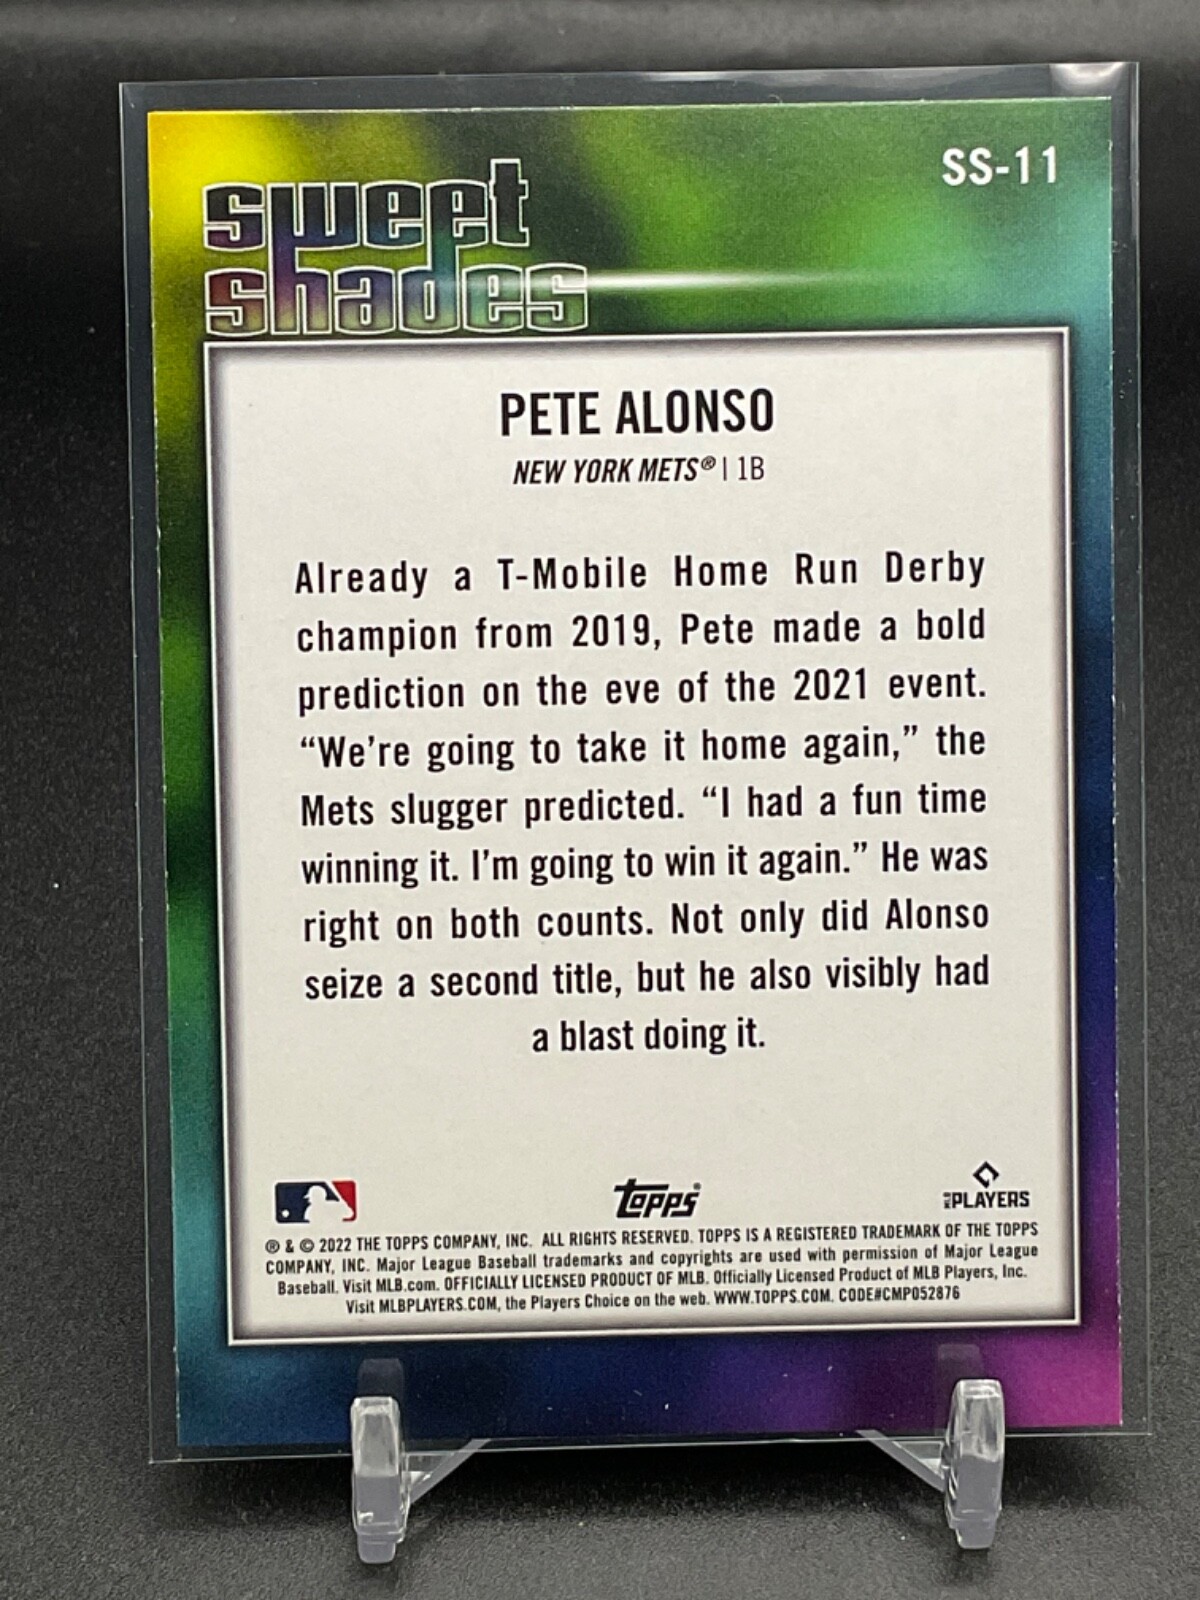 SS-11
sweet
shades
PETE ALONSO
NEW YORK METS® | 1B
Already a T-Mobile Home Run Derby
champion from 2019, Pete made a bold
prediction on the eve of the 2021 event.
“We’re going to take it home again,” the
Mets slugger predicted. “I had a fun time
winning it. I’m going to win it again.” He was
right on both counts. Not only did Alonso
seize a second title, but he also visibly had
a blast doing it.
Topps®
MLB PLAYERS
® & © 2022 THE TOPPS COMPANY, INC. ALL RIGHTS RESERVED. TOPPS IS A REGISTERED TRADEMARK OF THE TOPPS
COMPANY, INC. Major League Baseball trademarks and copyrights are used with permission of Major League
Baseball. Visit MLB.com. OFFICIALLY LICENSED PRODUCT OF MLB. Officially Licensed Product of MLB Players, Inc.
Visit MLBPLAYERS.COM, the Players Choice on the web. WWW.TOPPS.COM. CODE#CMP052876